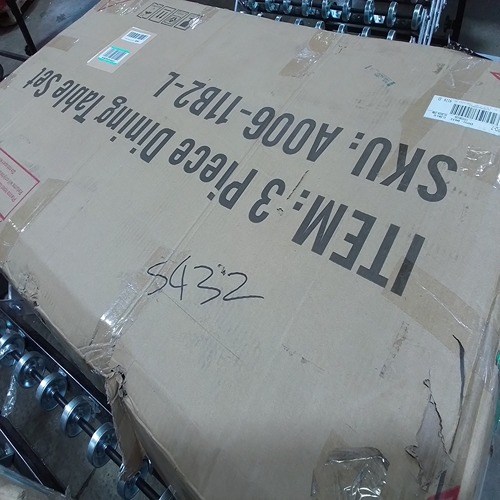 ITEM: 3 Piece Dining Table Set
SKU: A006-11B2-L
S432